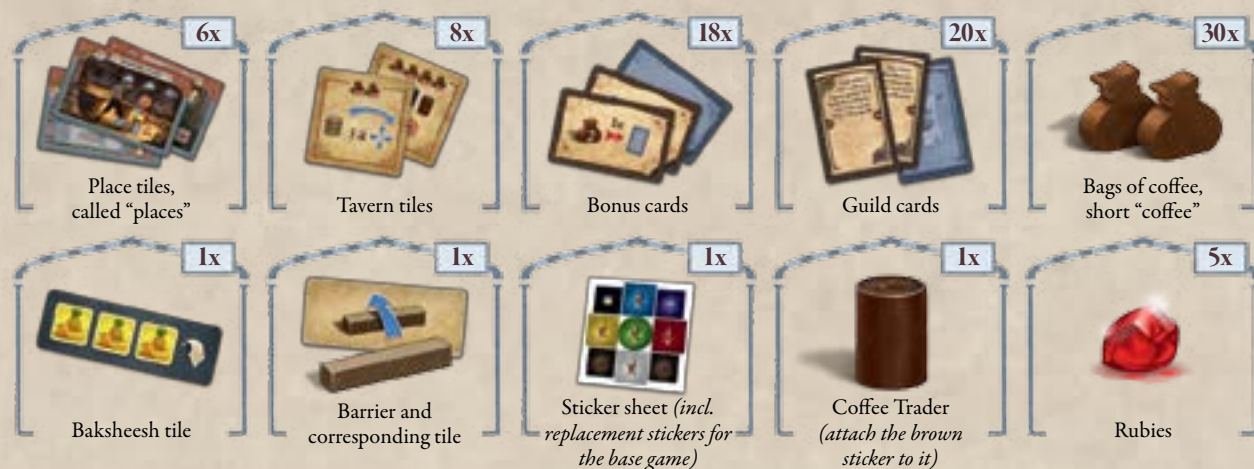 6x
Place tiles,
called “places”
8x
Tavern tiles
18x
Bonus cards
20x
Guild cards
30x
Bags of coffee,
short “coffee”
1x
Baksheesh tile
1x
Barrier and
corresponding tile
1x
Sticker sheet (incl.
replacement stickers for
the base game)
1x
Coffee Trader
(attach the brown
sticker to it)
5x
Rubies